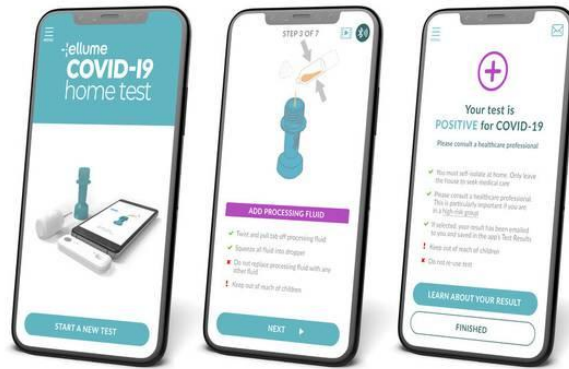 ellume
COVID-19
home test
START A NEW TEST
STEP 2 OF 7
ADD PROCESSING FLUID
Twist and pull tab off processing fluid
Squeeze all fluid into dropper
Do not replace processing fluid with any
other fluid
Keep out of reach of children
NEXT
Your test is
POSITIVE for COVID-19
Please consult a healthcare professional
You must self-isolate at home. Only leave
the house to seek medical care
Please consult a healthcare professional.
This is particularly important if you are
in a high-risk group
If selected, your result has been emailed
to you and saved in the app's Test Results
Keep out of reach of children
Do not re-use test
LEARN ABOUT YOUR RESULT
FINISHED